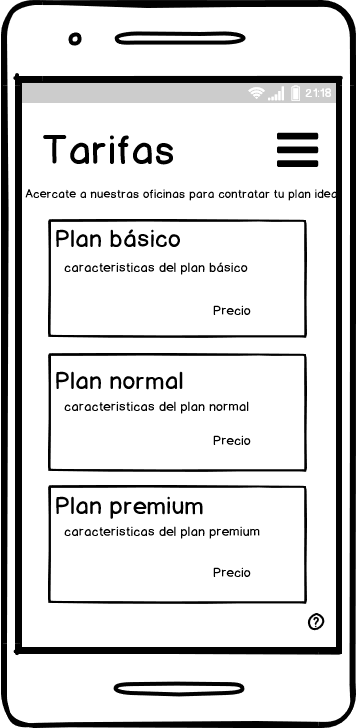 21:18
Tarifas
Acercate a nuestras oficinas para contratar tu plan idea
Plan básico
caracteristicas del plan básico
Precio
Plan normal
caracteristicas del plan normal
Precio
Plan premium
caracteristicas del plan premium
Precio
?